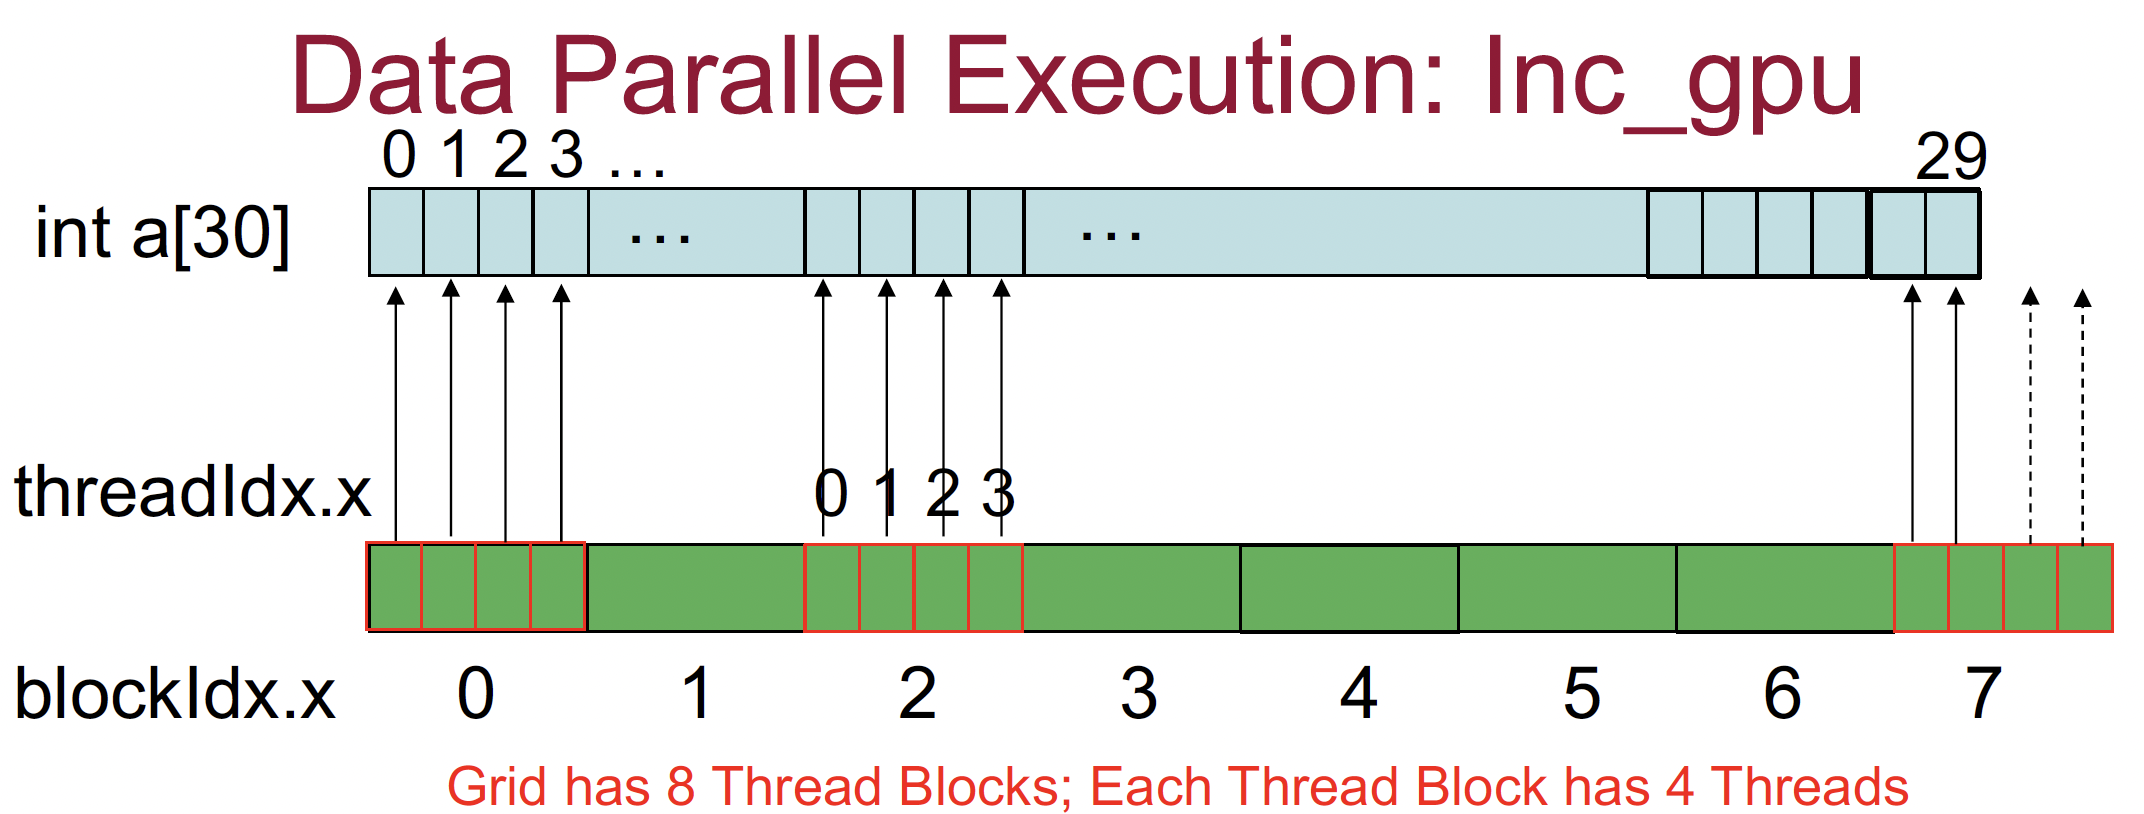 Data Parallel Execution: Inc_gpu
0 1 2 3 ... 29
int a[30] ... ...
threadIdx.x 0 1 2 3
blockIdx.x 0 1 2 3 4 5 6 7
Grid has 8 Thread Blocks; Each Thread Block has 4 Threads